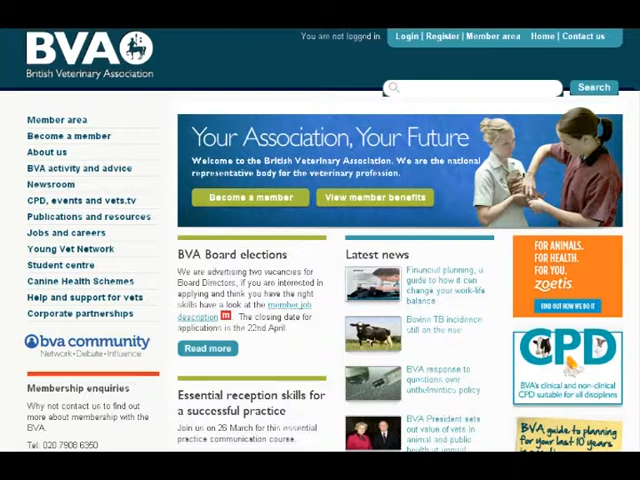 BVA
British Veterinary Association
You are not logged in.
Login | Register | Member area
Home | Contact us
Search
Member area
Become a member
About us
BVA activity and advice
Newsroom
CPD, events and vets.tv
Publications and resources
Jobs and careers
Young Vet Network
Student centre
Canine Health Schemes
Help and support for vets
Corporate partnerships
bva community
Network · Debate · Influence
Membership enquiries
Why not contact us to find out
more about membership with the
BVA.
Tel: 020 7908 6350
Your Association, Your Future
Welcome to the British Veterinary Association. We are the national
representative body for the veterinary profession.
Become a member
View member benefits
BVA Board elections
We are advertising two vacancies for
Board Directors, if you are interested in
applying and think you have the right
skills have a look at the member job
description m The closing date for
applications is the 22nd April.
Read more
Essential reception skills for
a successful practice
Join us on 26 March for this essential
practice communication course.
Latest news
Financial planning, a
guide to how it can
change your work-life
balance
Bovine TB incidence
still on the rise
BVA response to
questions over
anthelmintics policy
BVA President sets
out value of vets in
animal and public
health at annual
FOR ANIMALS.
FOR HEALTH.
FOR YOU.
zoetis
FIND OUT HOW WE DO IT
CPD
BVA's clinical and non-clinical
CPD suitable for all disciplines
BVA guide to planning
for your last 10 years